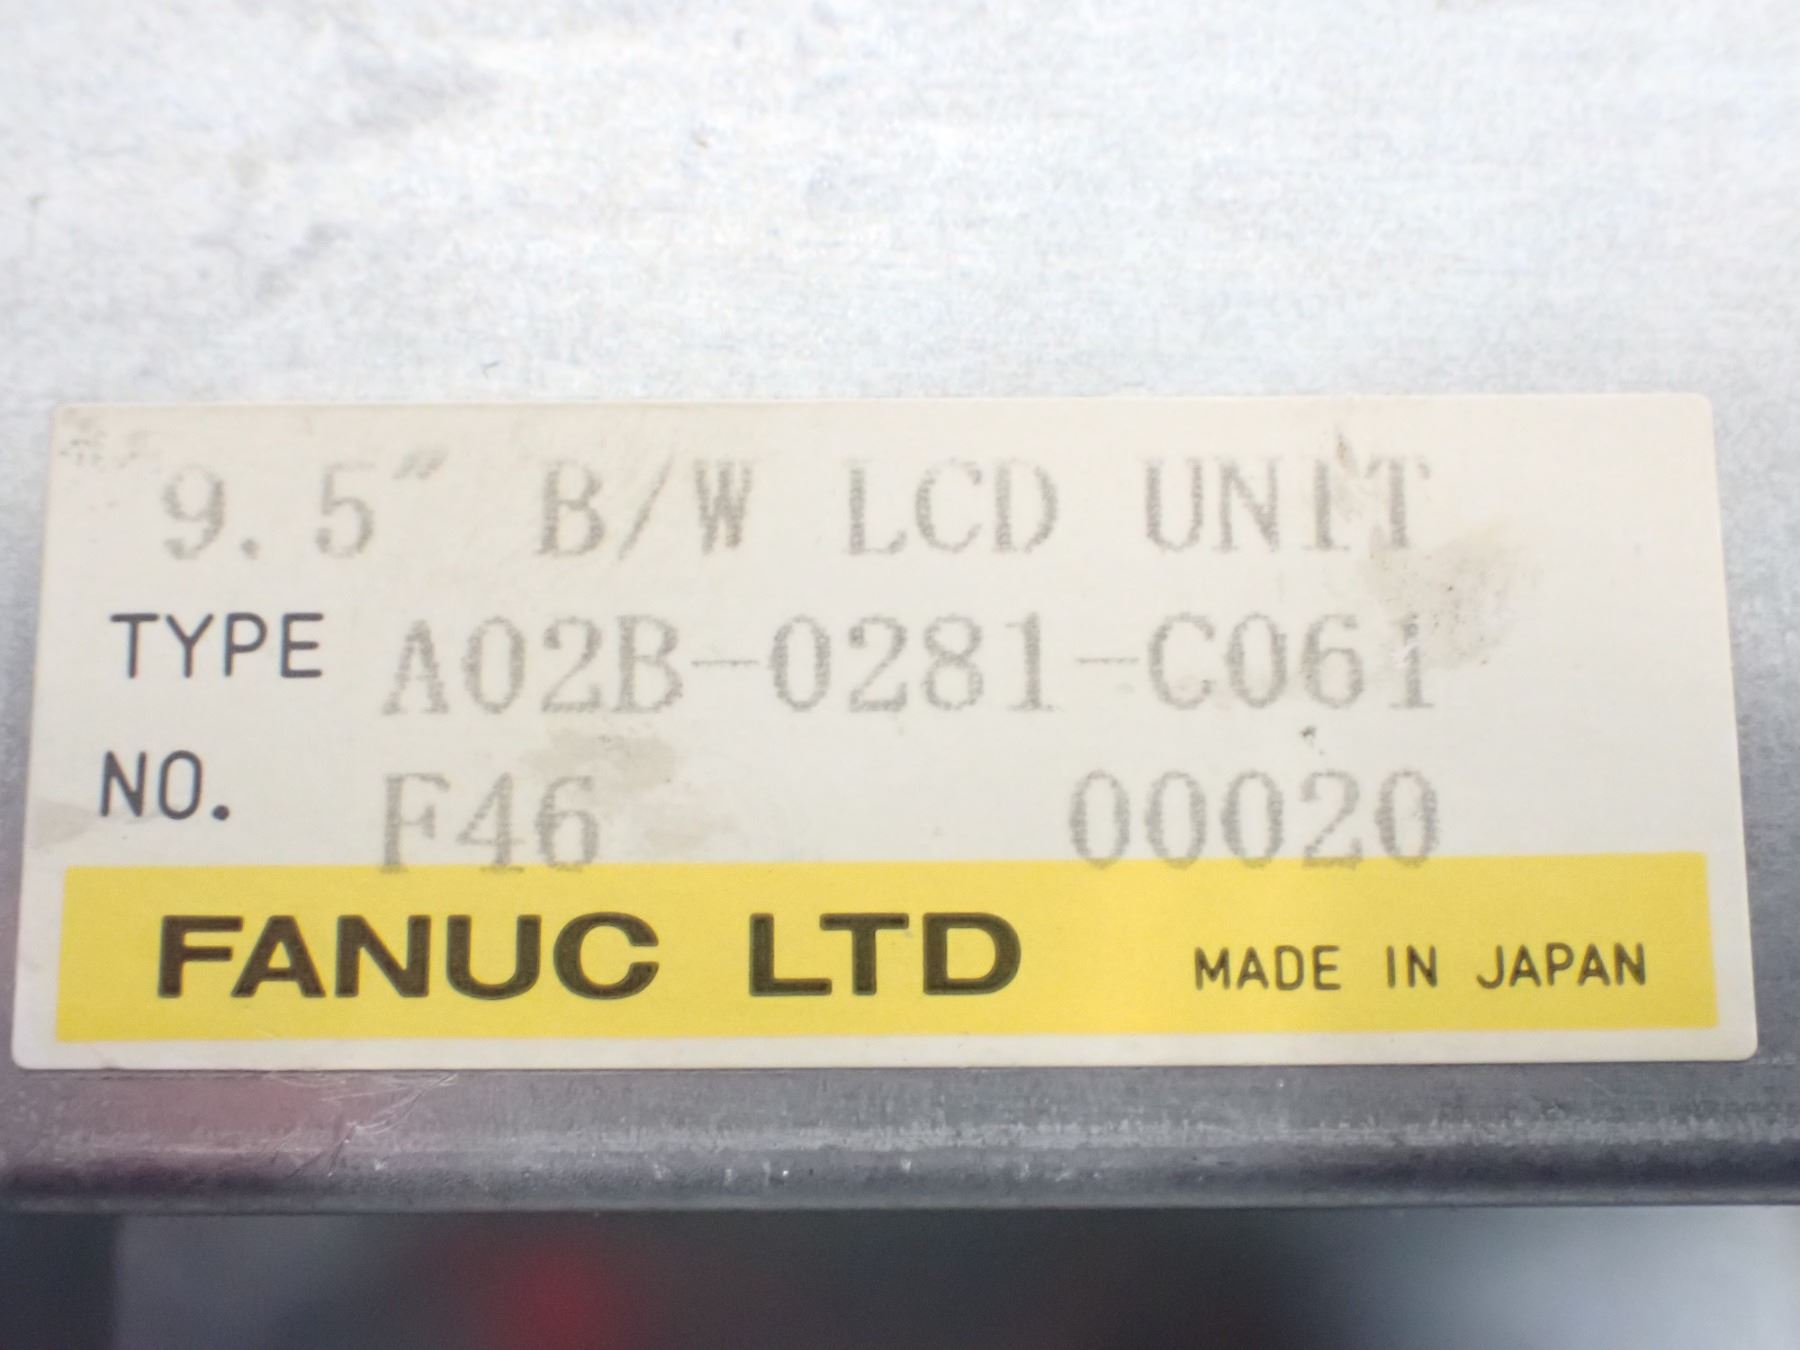 9.5" B/W LCD UNIT
TYPE A02B-0281-C061
NO. F46 00020
FANUC LTD MADE IN JAPAN